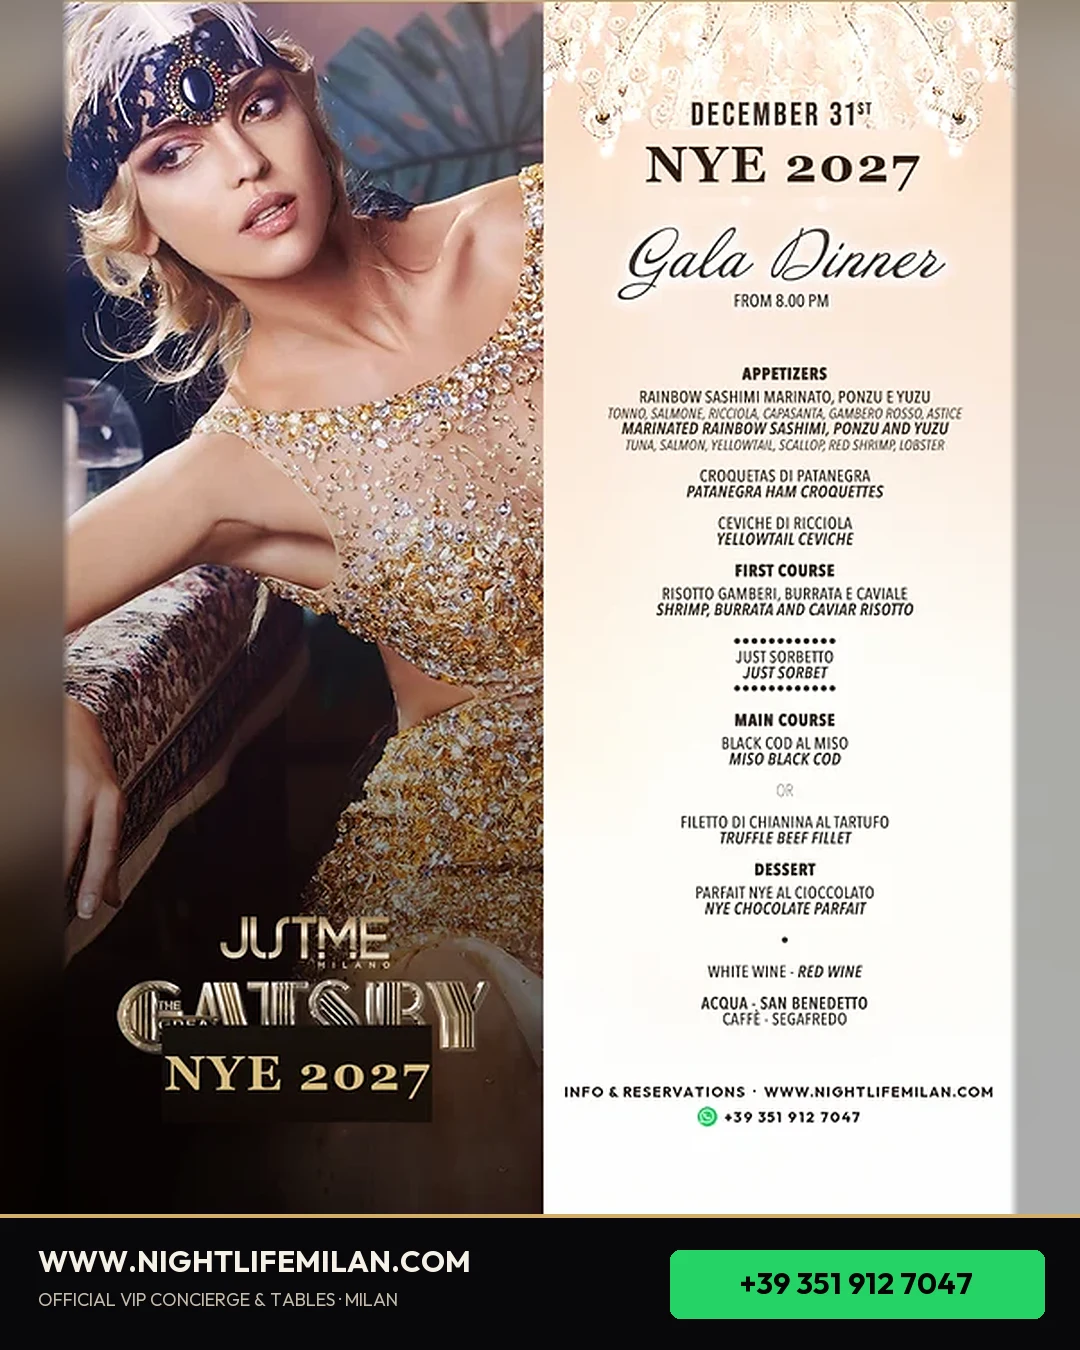 DECEMBER 31ST
NYE 2027
Gala Dinner
FROM 8.00 PM
APPETIZERS
RAINBOW SASHIMI MARINATO, PONZU E YUZU
TONNO, SALMONE, RICCIOLA, CAPASANTA, GAMBERO ROSSO, ASTICE
MARINATED RAINBOW SASHIMI, PONZU AND YUZU
TUNA, SALMON, YELLOWTAIL, SCALLOP, RED SHRIMP, LOBSTER
CROQUETAS DI PATANEGRA
PATANEGRA HAM CROQUETTES
CEVICHE DI RICCIOLA
YELLOWTAIL CEVICHE
FIRST COURSE
RISOTTO GAMBERI, BURRATA E CAVIALE
SHRIMP, BURRATA AND CAVIAR RISOTTO
JUST SORBETTO
JUST SORBET
MAIN COURSE
BLACK COD AL MISO
MISO BLACK COD
OR
FILETTO DI CHIANINA AL TARTUFO
TRUFFLE BEEF FILLET
DESSERT
PARFAIT NYE AL CIOCCOLATO
NYE CHOCOLATE PARFAIT
•
WHITE WINE - RED WINE
ACQUA - SAN BENEDETTO
CAFFÈ - SEGAFREDO
INFO & RESERVATIONS · WWW.NIGHTLIFEMILAN.COM
+39 351 912 7047
JUSTME
MILANO
THE
GREAT
GATSBY
NYE 2027
WWW.NIGHTLIFEMILAN.COM
OFFICIAL VIP CONCIERGE & TABLES · MILAN
+39 351 912 7047